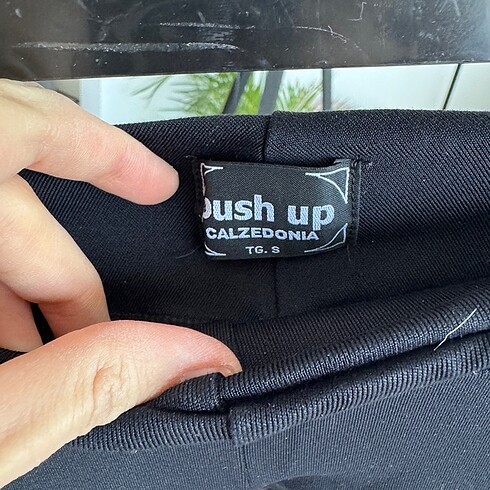 push up
CALZEDONIA
TG. S